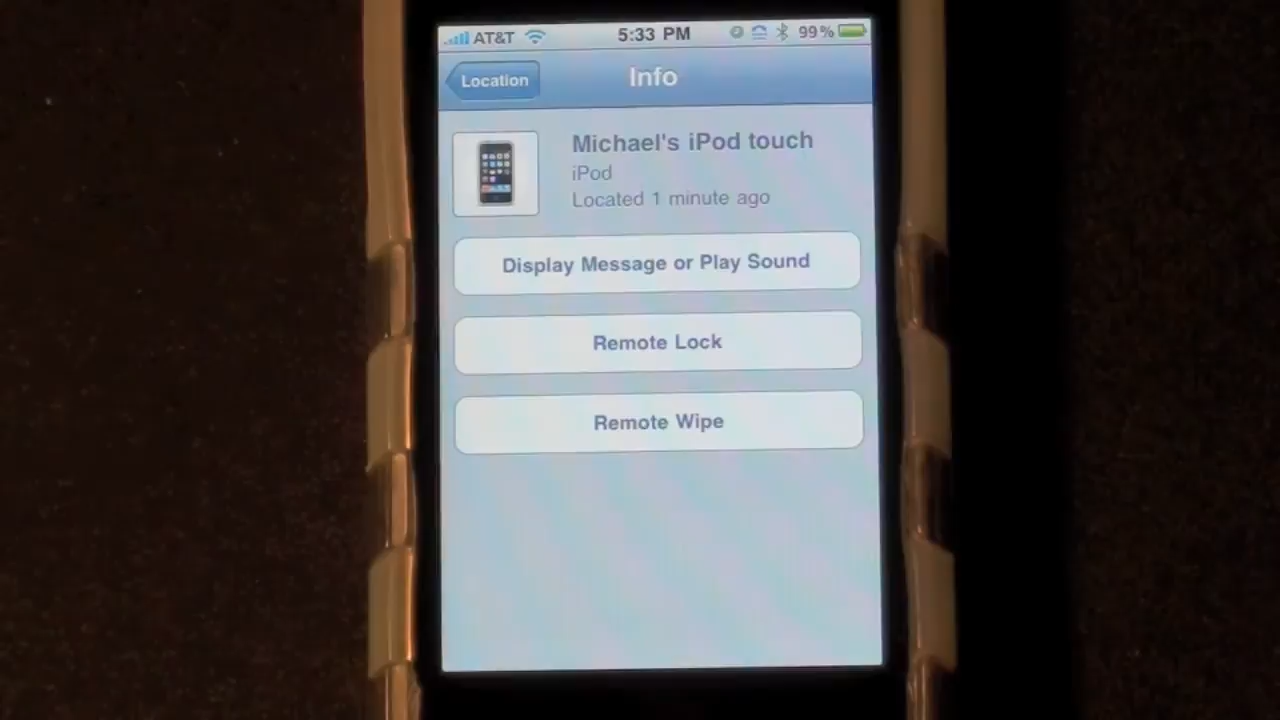 AT&T 5:33 PM 99%
Location Info
Michael's iPod touch
iPod
Located 1 minute ago
Display Message or Play Sound
Remote Lock
Remote Wipe